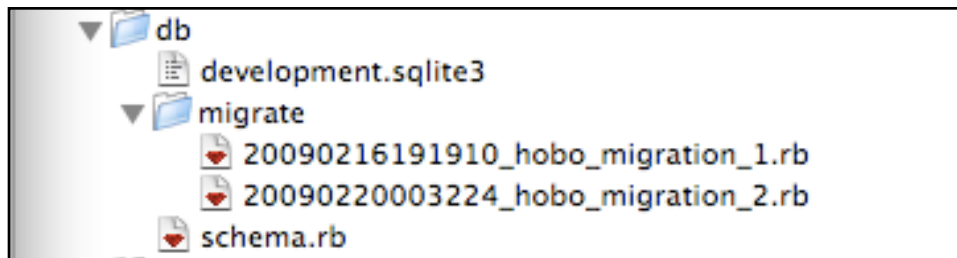 db
development.sqlite3
migrate
20090216191910_hobo_migration_1.rb
20090220003224_hobo_migration_2.rb
schema.rb